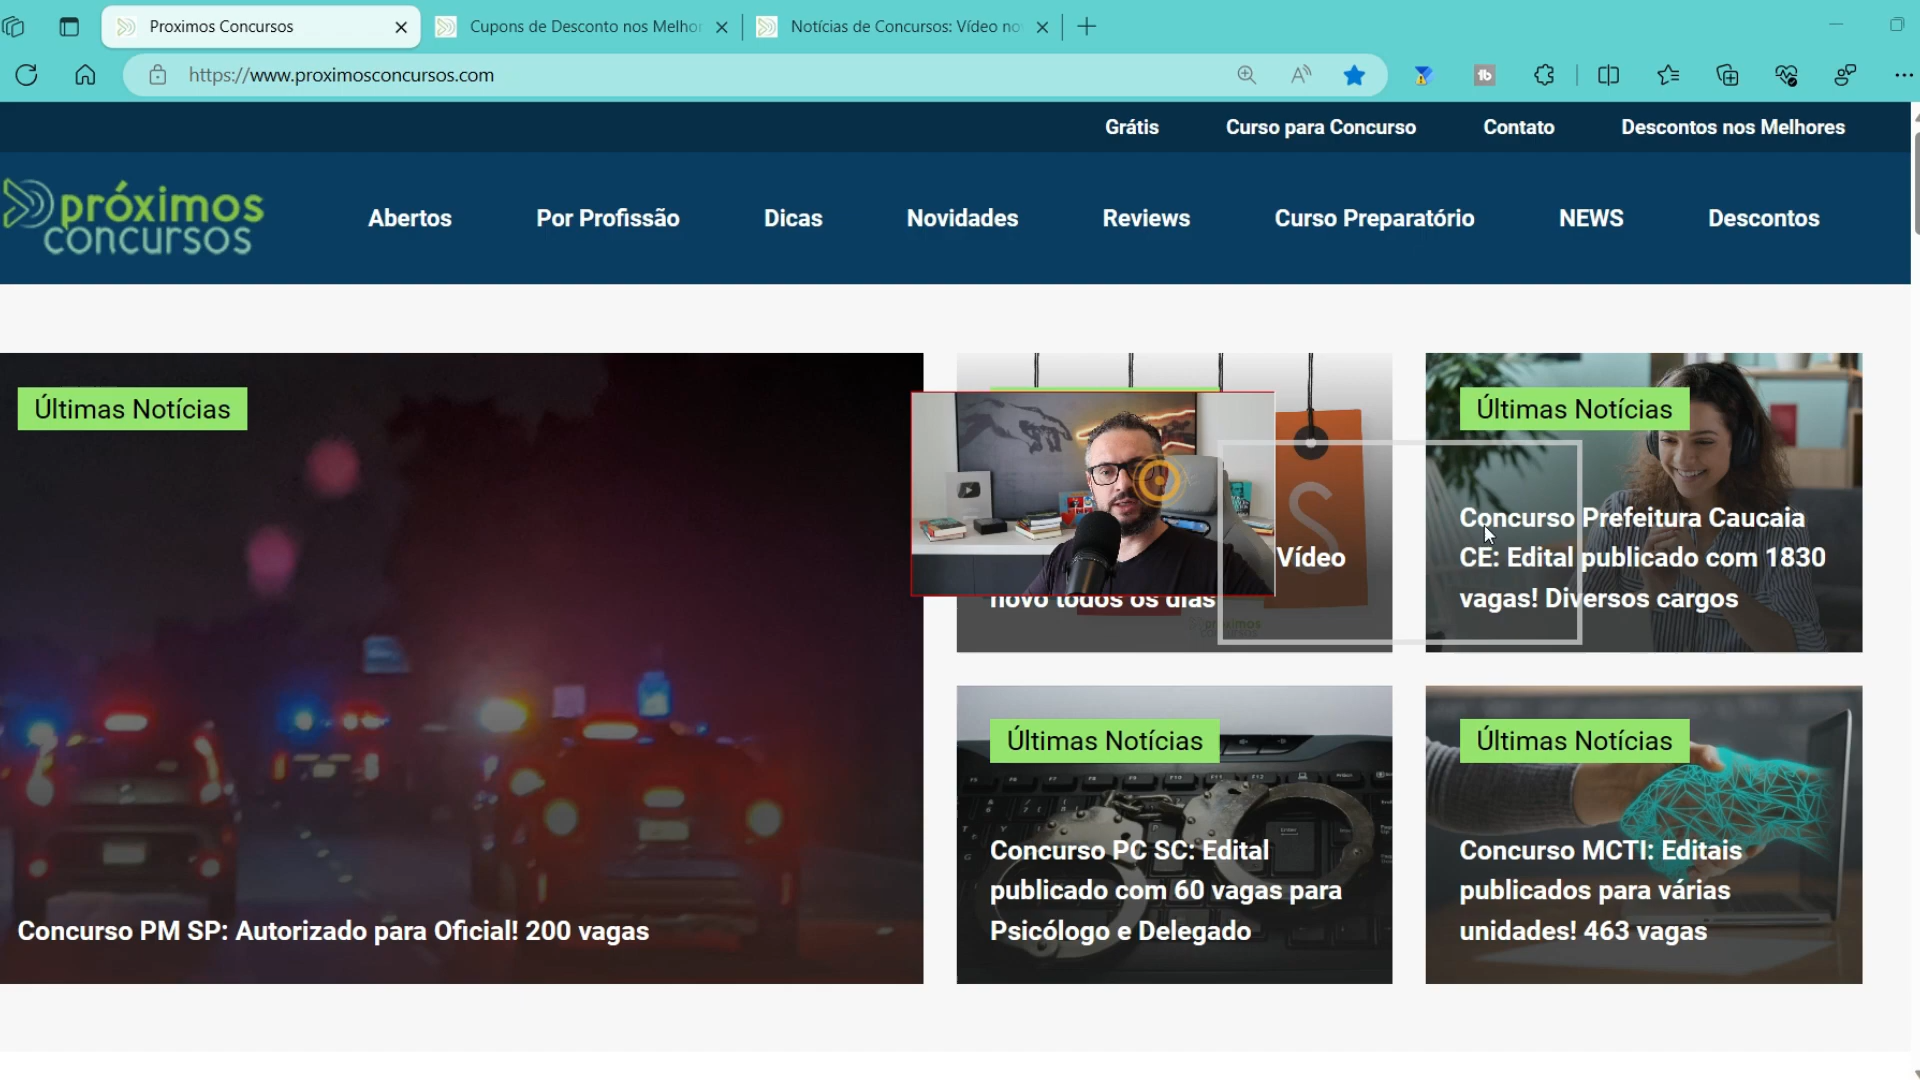 Proximos Concursos
Cupons de Desconto nos Melhor
Notícias de Concursos: Vídeo no
https://www.proximosconcursos.com
Grátis
Curso para Concurso
Contato
Descontos nos Melhores
próximos
concursos
Abertos
Por Profissão
Dicas
Novidades
Reviews
Curso Preparatório
NEWS
Descontos
Últimas Notícias
Concurso PM SP: Autorizado para Oficial! 200 vagas
S
Vídeo
novo todos os dias
próximos
concursos
Últimas Notícias
Concurso Prefeitura Caucaia
CE: Edital publicado com 1830
vagas! Diversos cargos
Últimas Notícias
Concurso PC SC: Edital
publicado com 60 vagas para
Psicólogo e Delegado
Últimas Notícias
Concurso MCTI: Editais
publicados para várias
unidades! 463 vagas